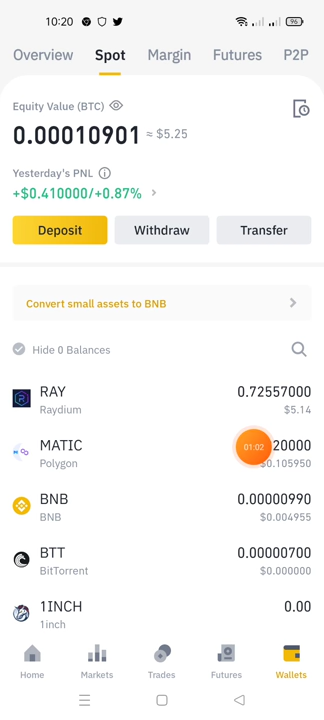 10:20
96
Overview Spot Margin Futures P2P
Equity Value (BTC)
0.00010901 ≈ $5.25
Yesterday's PNL
+$0.410000/+0.87%
Deposit Withdraw Transfer
Convert small assets to BNB
Hide 0 Balances
RAY 0.72557000
Raydium $5.14
MATIC 20000
Polygon $0.105950
01:02
BNB 0.00000990
BNB $0.004955
BTT 0.00000700
BitTorrent $0.000000
1INCH 0.00
1inch
Home Markets Trades Futures Wallets